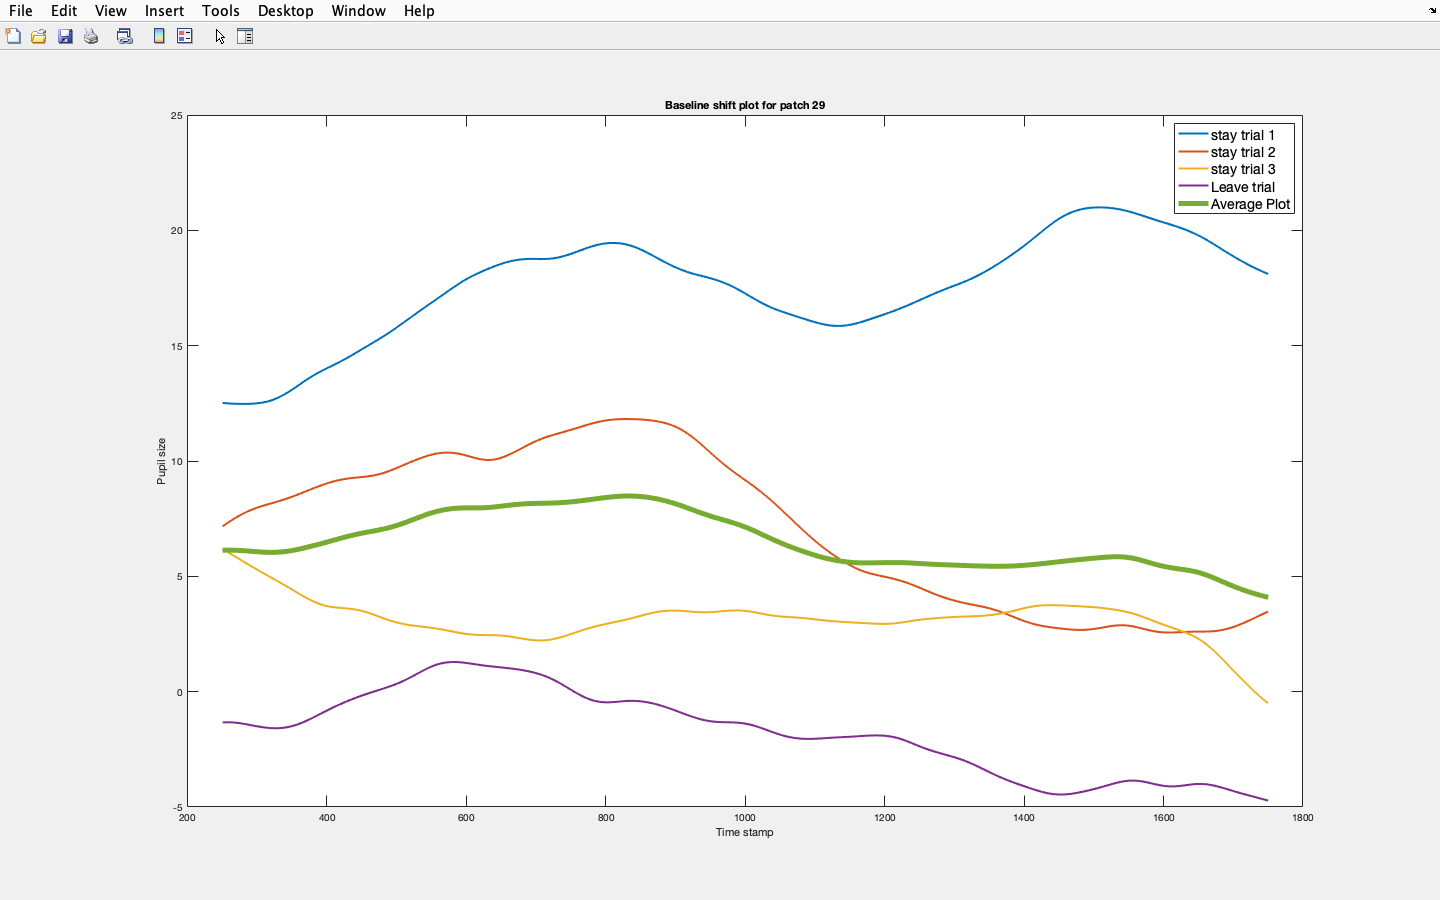 File Edit View Insert Tools Desktop Window Help
Baseline shift plot for patch 29
stay trial 1
stay trial 2
stay trial 3
Leave trial
Average Plot
25
20
15
10
5
0
-5
Pupil size
200 400 600 800 1000 1200 1400 1600 1800
Time stamp